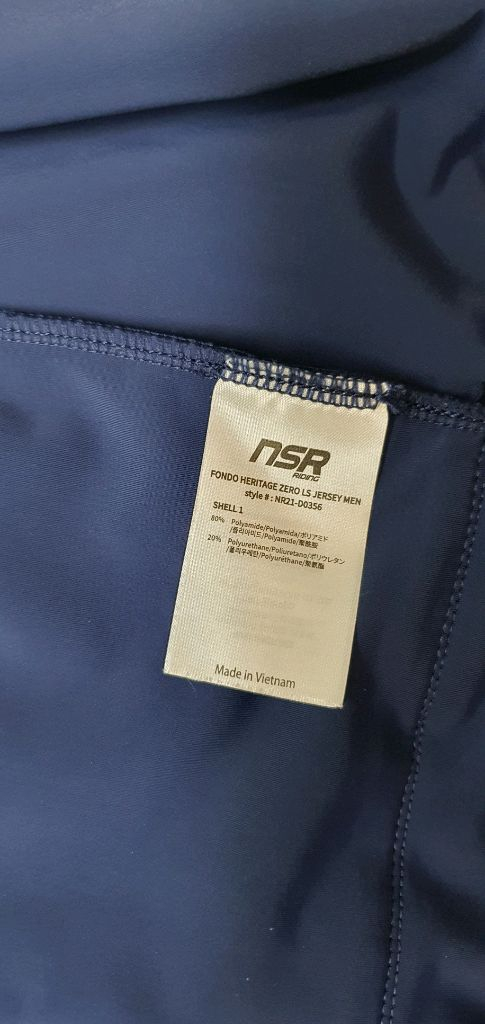 NSR
RIDING
FONDO HERITAGE ZERO LS JERSEY MEN
style # : NR21-D0356
SHELL 1
80% Polyamide/Polyamida/ポリアミド
/폴리아미드/Polyamide/聚酰胺
20% Polyurethane/Poliuretano/ポリウレタン
/폴리우레탄/Polyuréthane/聚氨酯
Made in Vietnam